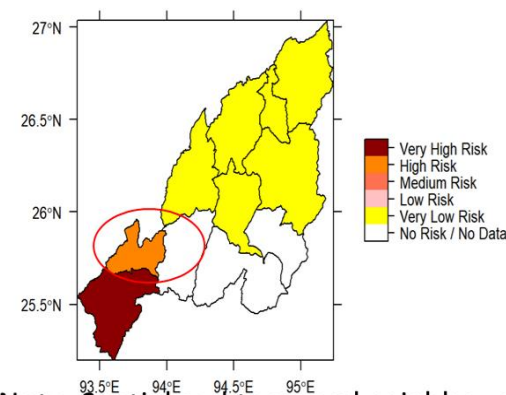 27°N
26.5°N
26°N
25.5°N
93.5°E 94°E 94.5°E 95°E
Very High Risk
High Risk
Medium Risk
Low Risk
Very Low Risk
No Risk / No Data